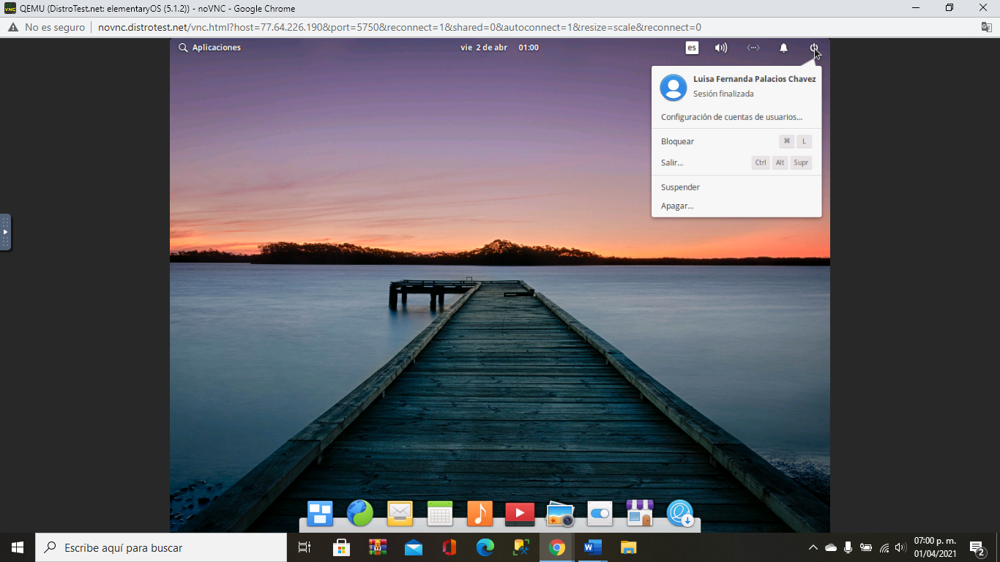 QEMU (DistroTest.net: elementaryOS (5.1.2)) - noVNC - Google Chrome
No es seguro novnc.distrotest.net/vnc.html?host=77.64.226.190&port=5750&reconnect=1&shared=0&autoconnect=1&resize=scale&reconnect=0
Aplicaciones vie 2 de abr 01:00 es
Luisa Fernanda Palacios Chavez
Sesión finalizada
Configuración de cuentas de usuarios...
Bloquear ⌘ L
Salir... Ctrl Alt Supr
Suspender
Apagar...
Escribe aquí para buscar
07:00 p. m.
01/04/2021
2